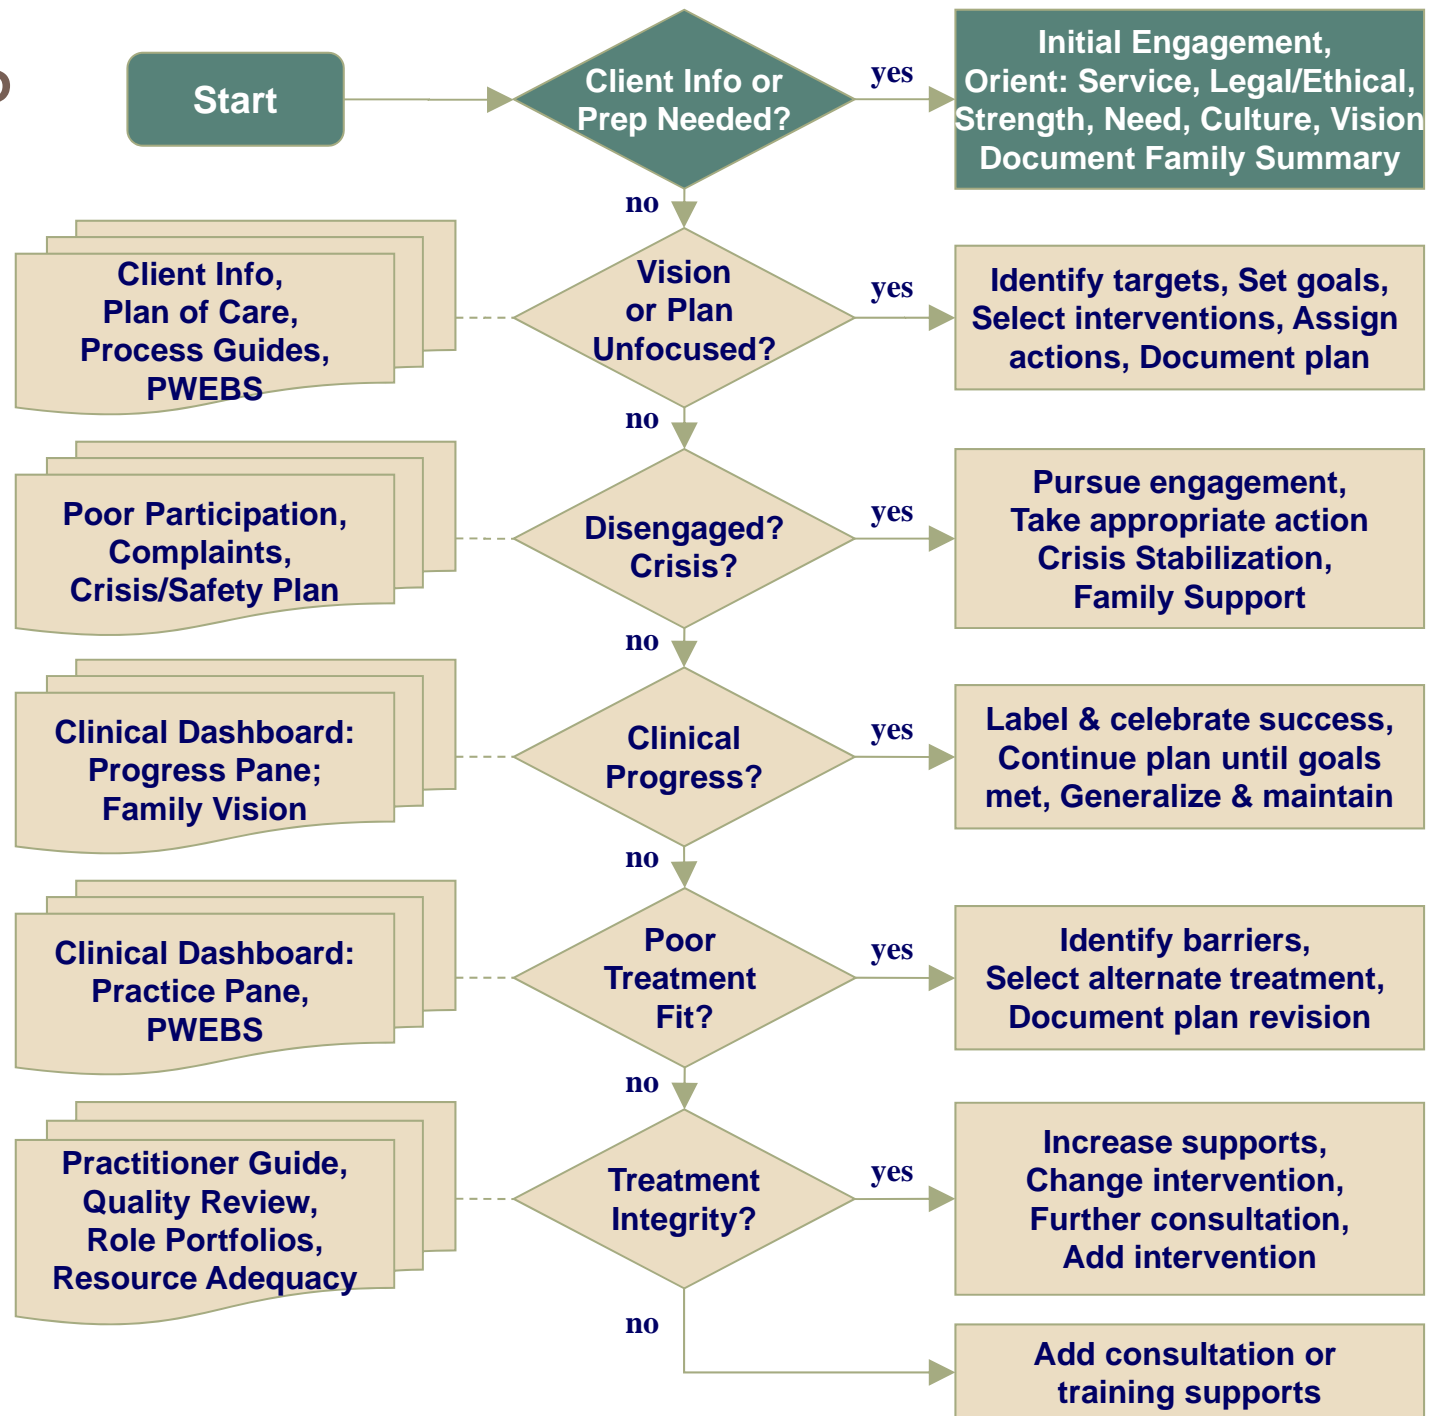 Start
Client Info or
Prep Needed?
yes
Initial Engagement,
Orient: Service, Legal/Ethical,
Strength, Need, Culture, Vision
Document Family Summary
no
Client Info,
Plan of Care,
Process Guides,
PWEBS
Vision
or Plan
Unfocused?
yes
Identify targets, Set goals,
Select interventions, Assign
actions, Document plan
no
Poor Participation,
Complaints,
Crisis/Safety Plan
Disengaged?
Crisis?
yes
Pursue engagement,
Take appropriate action
Crisis Stabilization,
Family Support
no
Clinical Dashboard:
Progress Pane;
Family Vision
Clinical
Progress?
yes
Label & celebrate success,
Continue plan until goals
met, Generalize & maintain
no
Clinical Dashboard:
Practice Pane,
PWEBS
Poor
Treatment
Fit?
yes
Identify barriers,
Select alternate treatment,
Document plan revision
no
Practitioner Guide,
Quality Review,
Role Portfolios,
Resource Adequacy
Treatment
Integrity?
yes
Increase supports,
Change intervention,
Further consultation,
Add intervention
no
Add consultation or
training supports